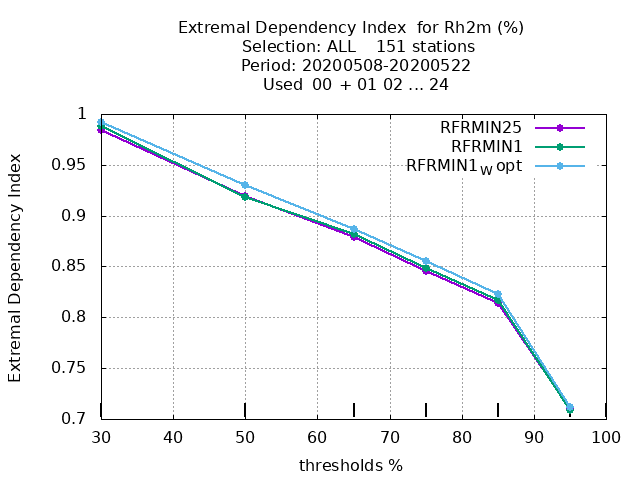 Extremal Dependency Index  for Rh2m (%)
Selection: ALL    151 stations
Period: 20200508-20200522
Used  00 + 01 02 ... 24
RFRMIN25
RFRMIN1
RFRMIN1W opt
Extremal Dependency Index
1
0.95
0.9
0.85
0.8
0.75
0.7
30 40 50 60 70 80 90 100
thresholds %